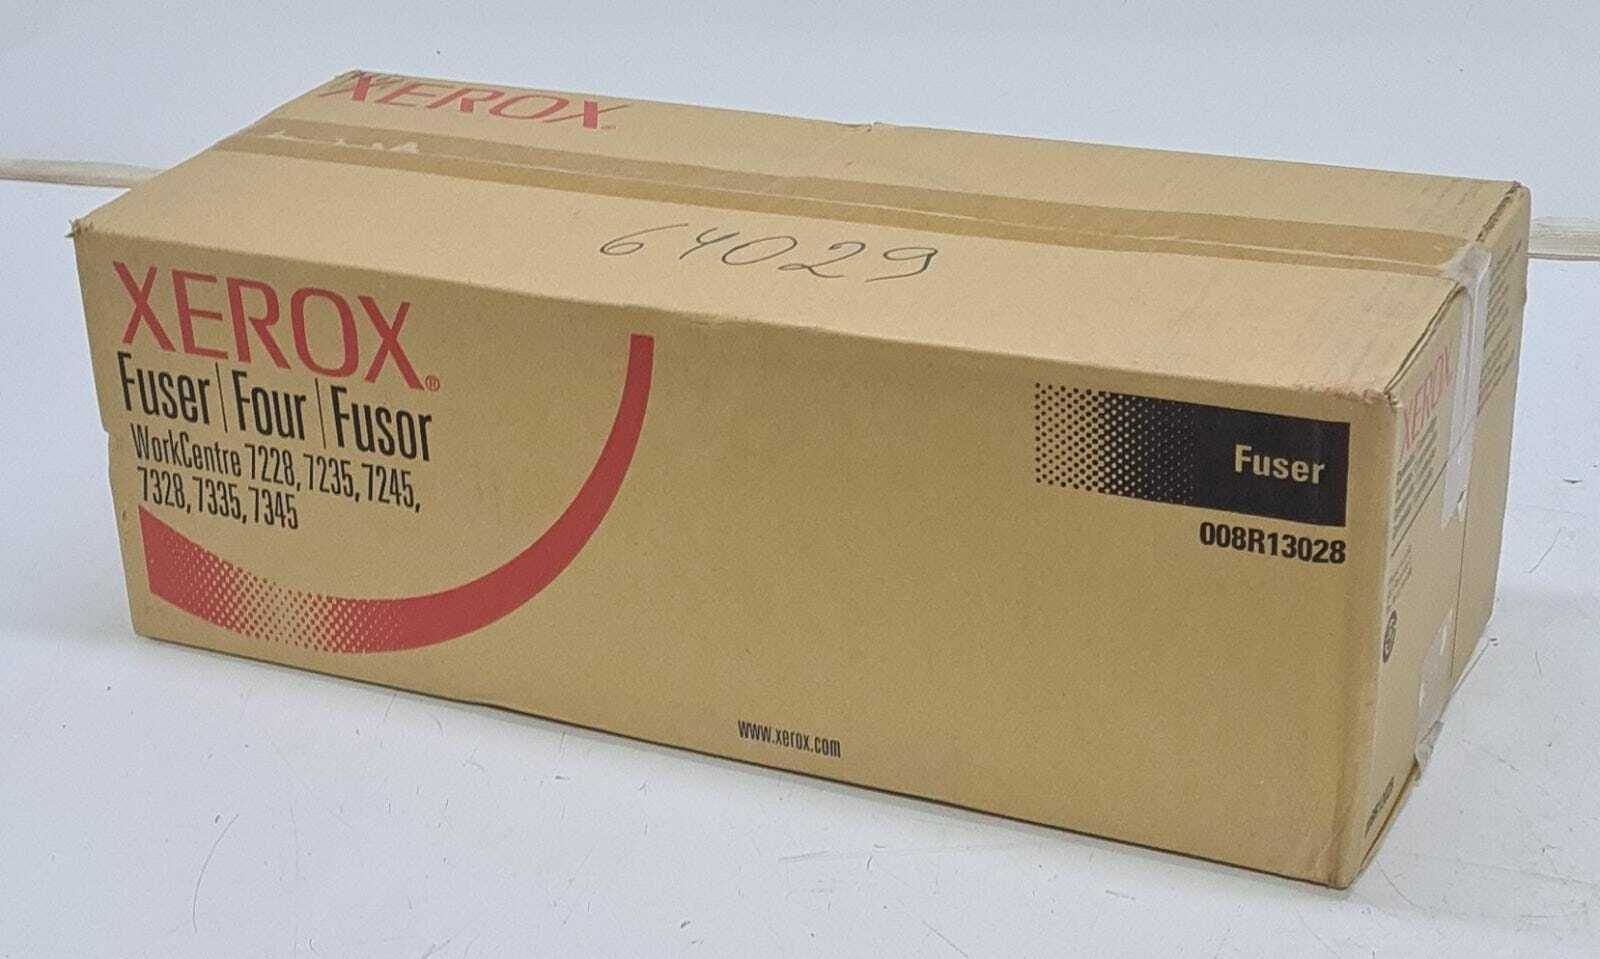 XEROX
64029
XEROX®
Fuser|Four|Fusor
WorkCentre 7228, 7235, 7245,
7328, 7335, 7345
Fuser
008R13028
www.xerox.com
XEROX